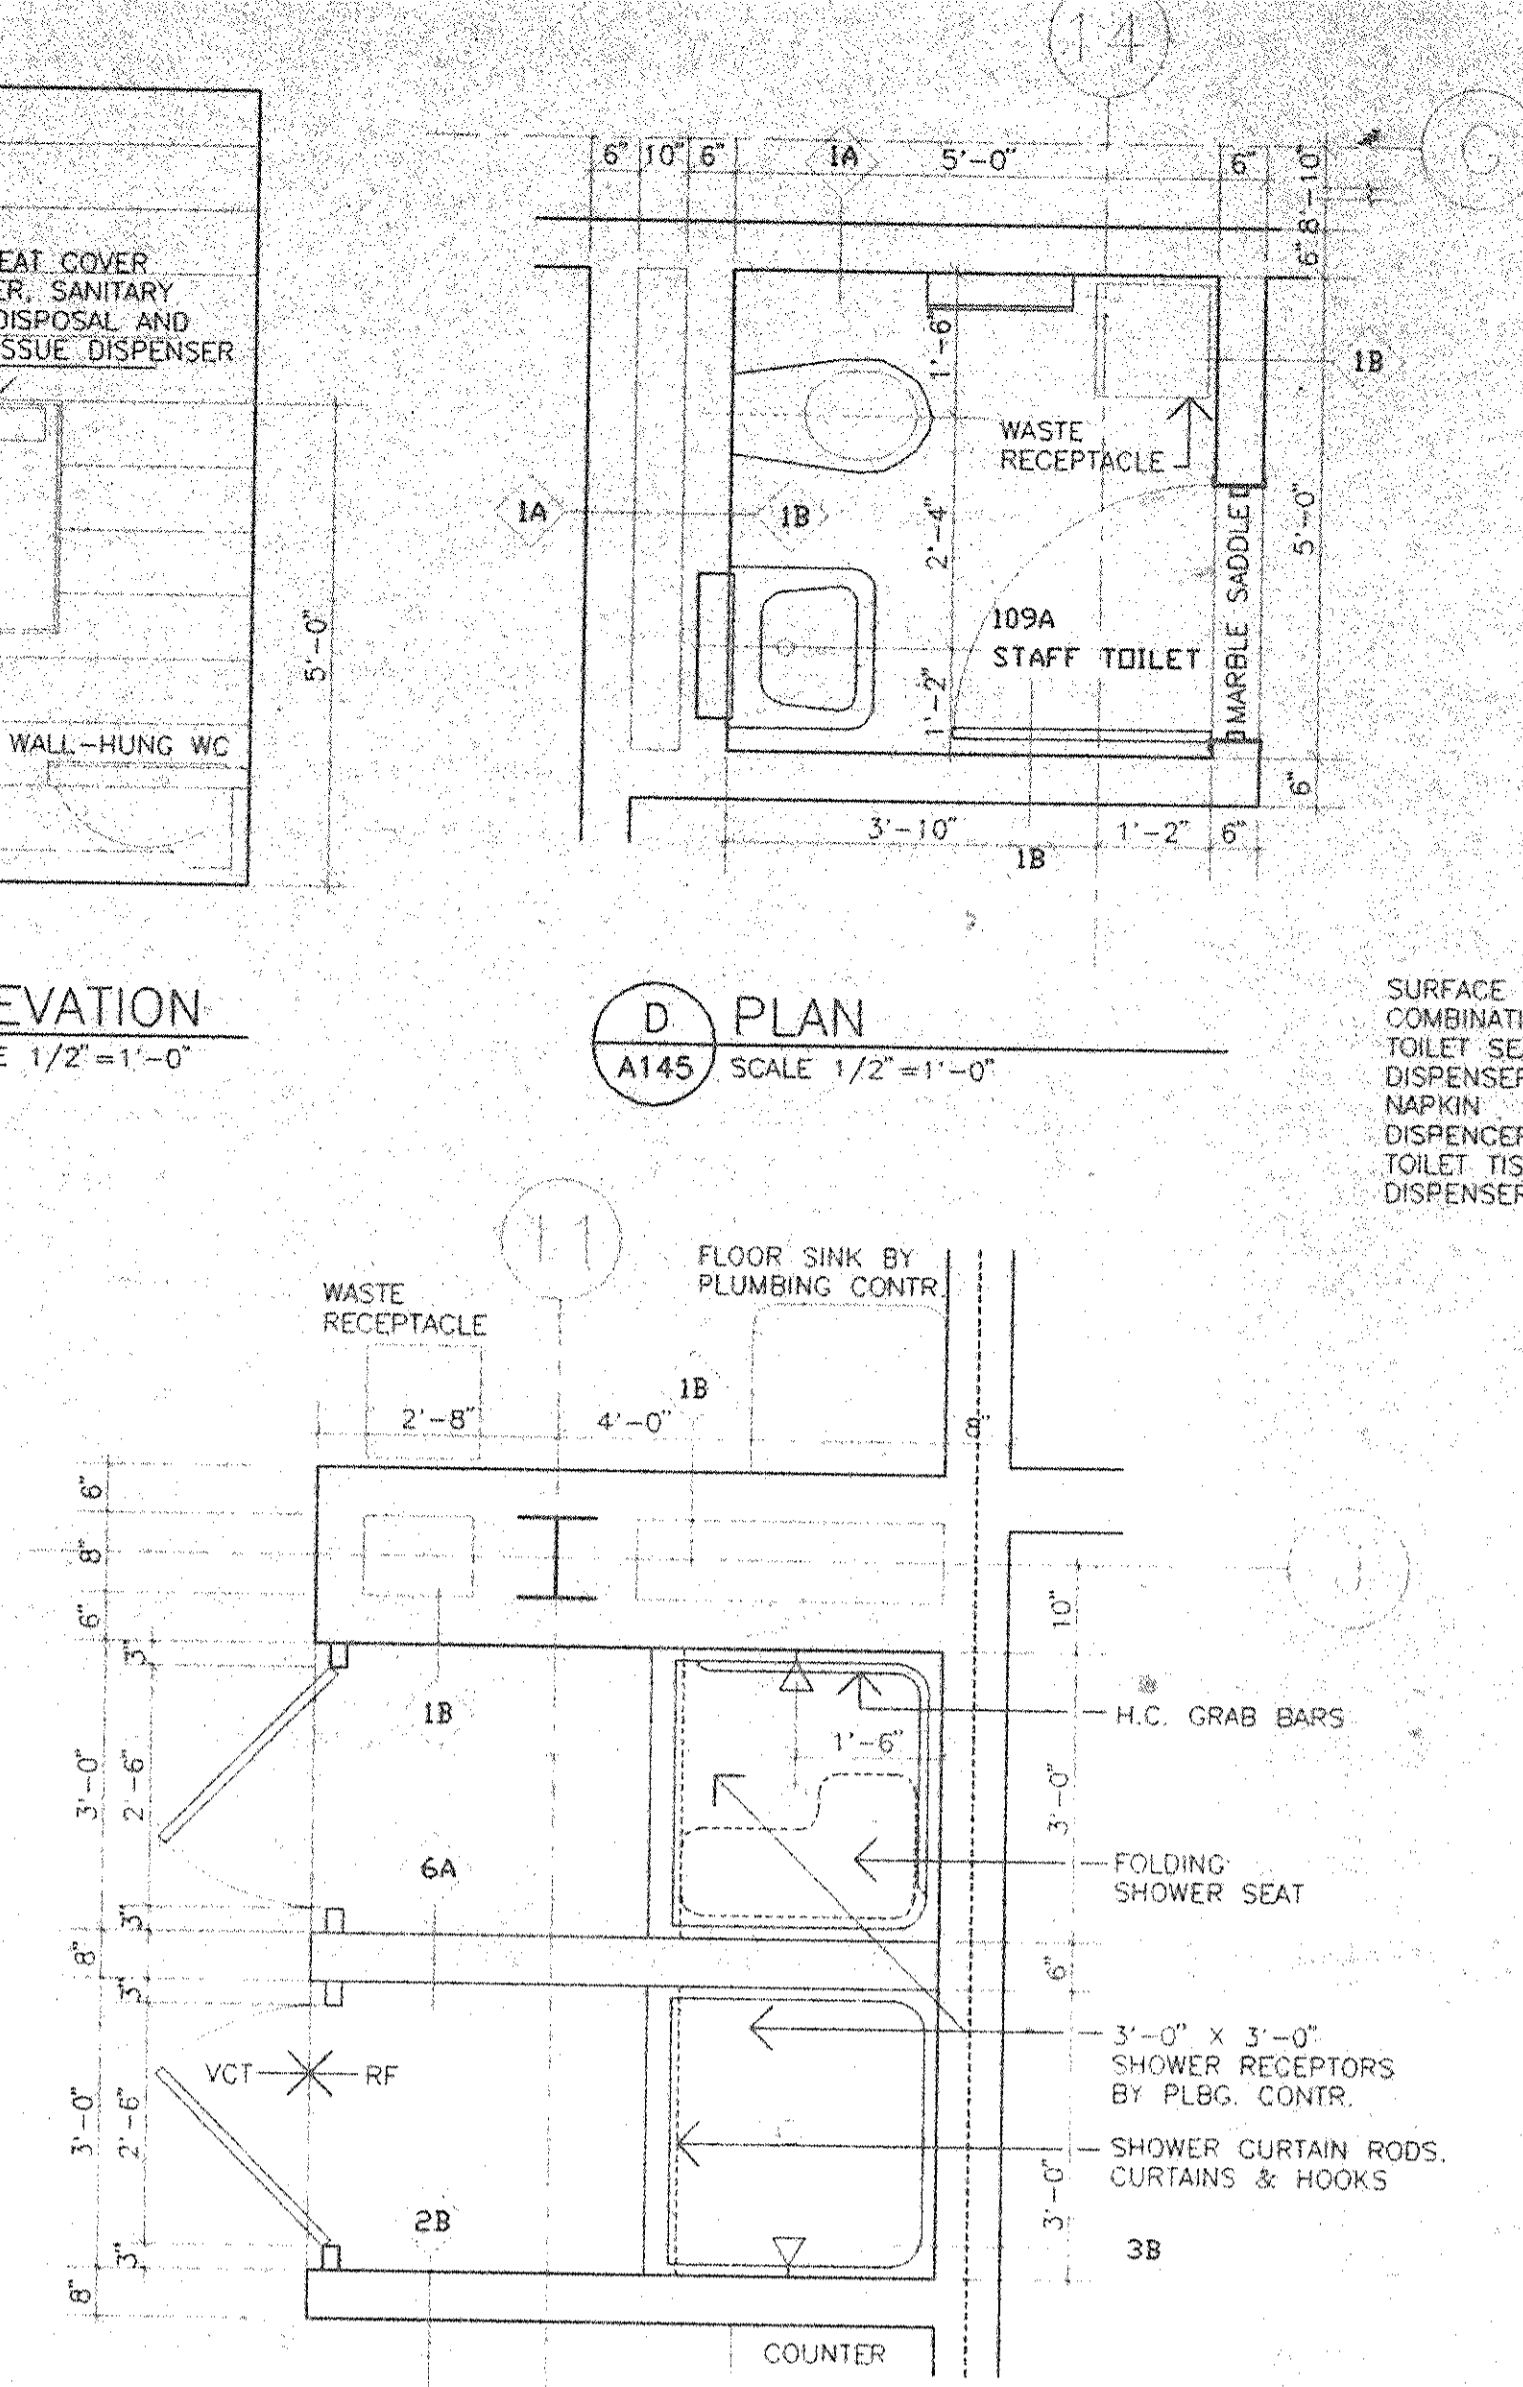 14
G
6" 10" 6" 1A 5'-0" 6"
8'-10"
6"
EAT COVER
ER, SANITARY
DISPOSAL AND
ISSUE DISPENSER
1'-6"
1B
WASTE
RECEPTACLE
1A
1B
2'-4"
5'-0"
MARBLE SADDLE
5'-0"
109A
STAFF TOILET
1'-2"
WALL-HUNG WC
6"
3'-10" 1'-2" 6"
1B
EVATION
E 1/2"=1'-0"
D PLAN
A145 SCALE 1/2"=1'-0"
SURFACE
COMBINATI
TOILET SEA
DISPENSER
NAPKIN
DISPENCER
TOILET TIS
DISPENSER
11
FLOOR SINK BY
PLUMBING CONTR.
WASTE
RECEPTACLE
1B
2'-8" 4'-0" 8"
6"
8"
6"
J
10"
3"
1B
H.C. GRAB BARS
1'-6"
3'-0"
2'-6"
3'-0"
6A
FOLDING
SHOWER SEAT
3"
8"
6"
3"
3'-0" X 3'-0"
SHOWER RECEPTORS
BY PLBG. CONTR.
VCT RF
3'-0"
2'-6"
SHOWER CURTAIN RODS.
CURTAINS & HOOKS
3'-0"
2B
3B
3"
8"
COUNTER